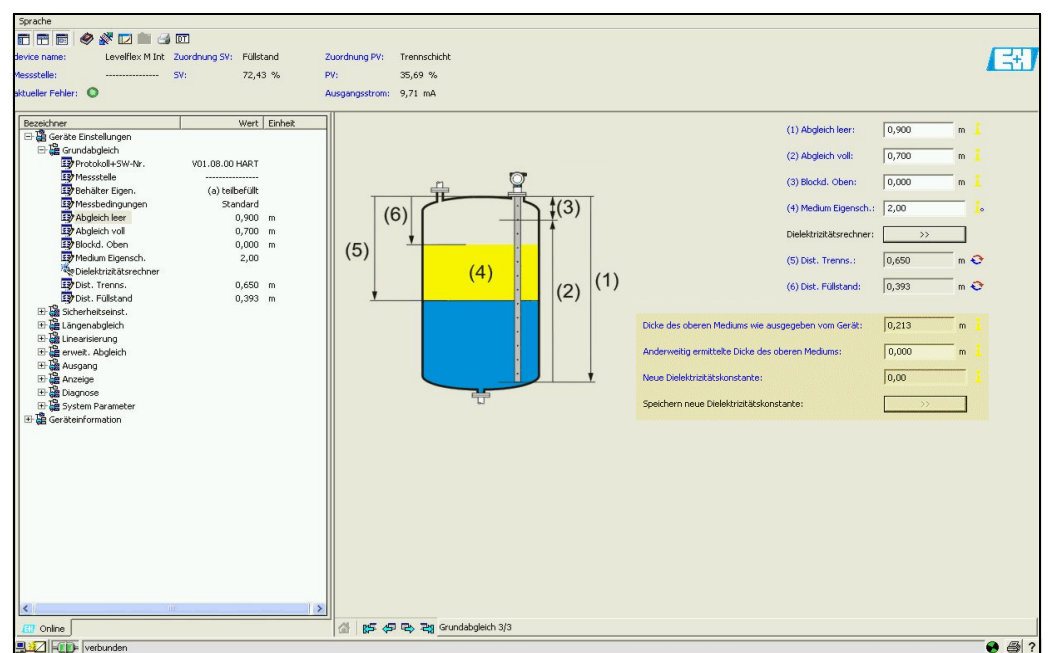 Sprache
device name: Levelflex M Int Zuordnung SV: Füllstand Zuordnung PV: Trennschicht
Messstelle: --------------- SV: 72,43 % PV: 35,69 %
aktueller Fehler: Ausgangsstrom: 9,71 mA
E+H
Bezeichner Wert Einheit
Geräte Einstellungen
Grundabgleich
Protokoll+SW-Nr. V01.08.00 HART
Messstelle ---------------
Behälter Eigen. (a) teilbefüllt
Messbedingungen Standard
Abgleich leer 0,900 m
Abgleich voll 0,700 m
Blockd. Oben 0,000 m
Medium Eigensch. 2,00
Dielektrizitätsrechner
Dist. Trenns. 0,650 m
Dist. Füllstand 0,393 m
Sicherheitseinst.
Längenabgleich
Linearisierung
erweit. Abgleich
Ausgang
Anzeige
Diagnose
System Parameter
Geräteinformation
(6)
(3)
(5)
(4)
(2)
(1)
(1) Abgleich leer: 0,900 m
(2) Abgleich voll: 0,700 m
(3) Blockd. Oben: 0,000 m
(4) Medium Eigensch.: 2,00
Dielektrizitätsrechner: >>
(5) Dist. Trenns.: 0,650 m
(6) Dist. Füllstand: 0,393 m
Dicke des oberen Mediums wie ausgegeben vom Gerät: 0,213 m
Anderweitig ermittelte Dicke des oberen Mediums: 0,000 m
Neue Dielektrizitätskonstante: 0,00
Speichern neue Dielektrizitätskonstante: >>
Online
Grundabgleich 3/3
verbunden